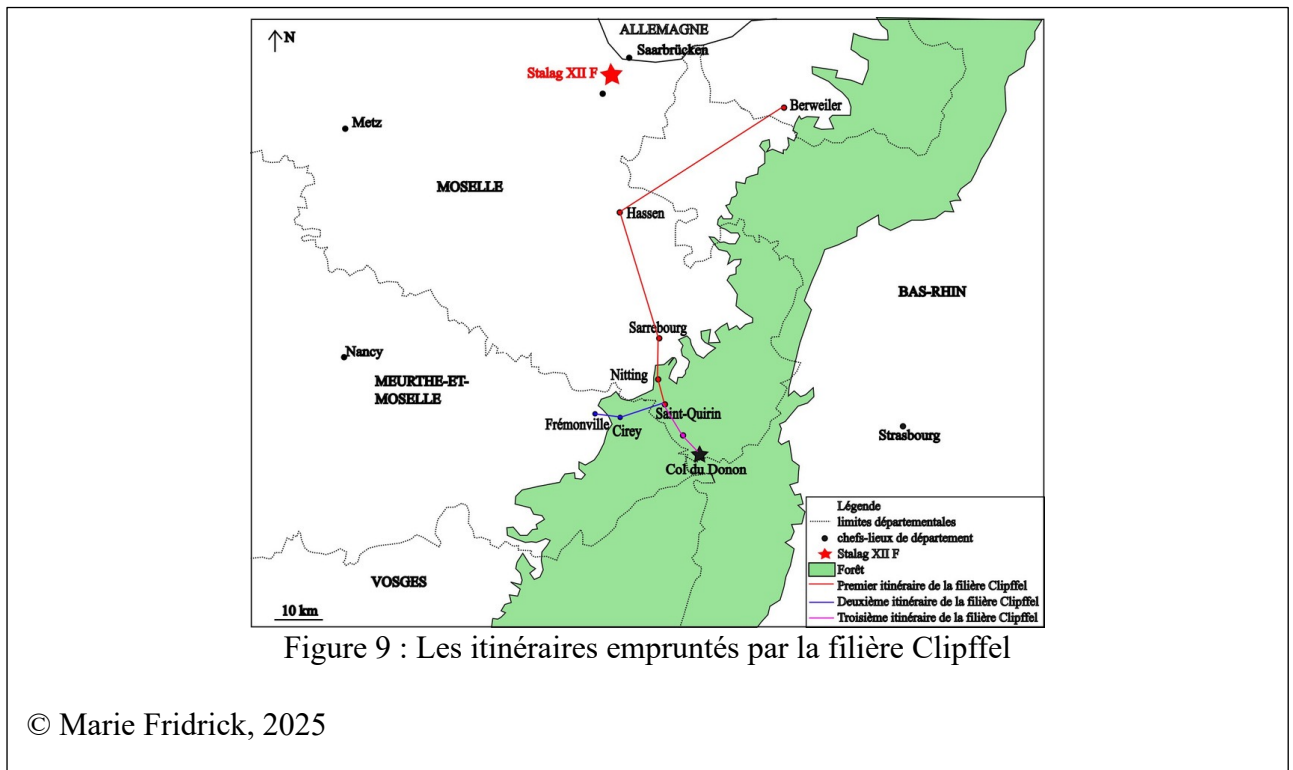 N
ALLEMAGNE
Saarbrücken
Stalag XII F
Berweiler
Metz
MOSELLE
Hassen
BAS-RHIN
Sarrebourg
Nancy
Nitting
MEURTHE-ET-
MOSELLE
Saint-Quirin
Frémonville
Cirey
Strasbourg
Col du Donon
VOSGES
10 km
Légende
limites départementales
chefs-lieux de département
Stalag XII F
Forêt
Premier itinéraire de la filière Clipffel
Deuxième itinéraire de la filière Clipffel
Troisième itinéraire de la filière Clipffel
Figure 9 : Les itinéraires empruntés par la filière Clipffel
© Marie Fridrick, 2025